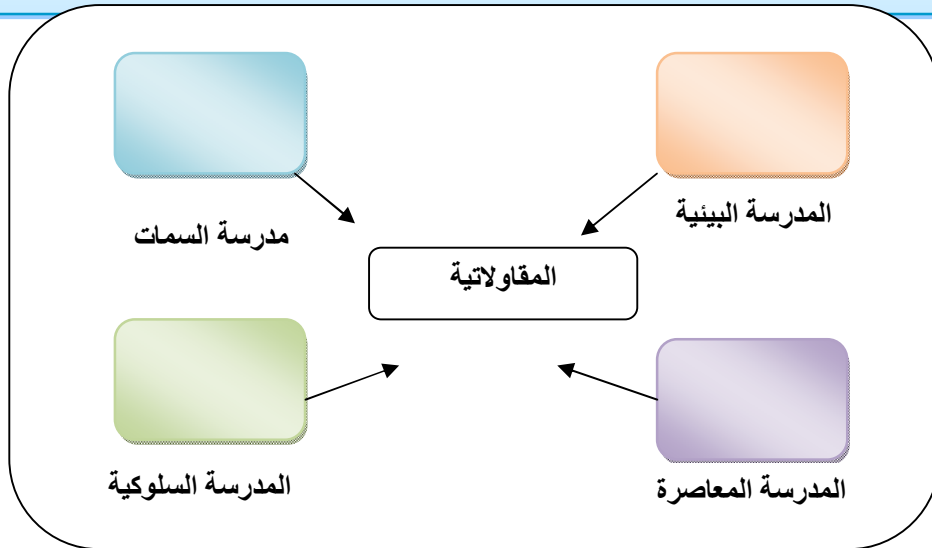 المدرسة البيئية
مدرسة السمات
المقاولاتية
المدرسة المعاصرة
المدرسة السلوكية